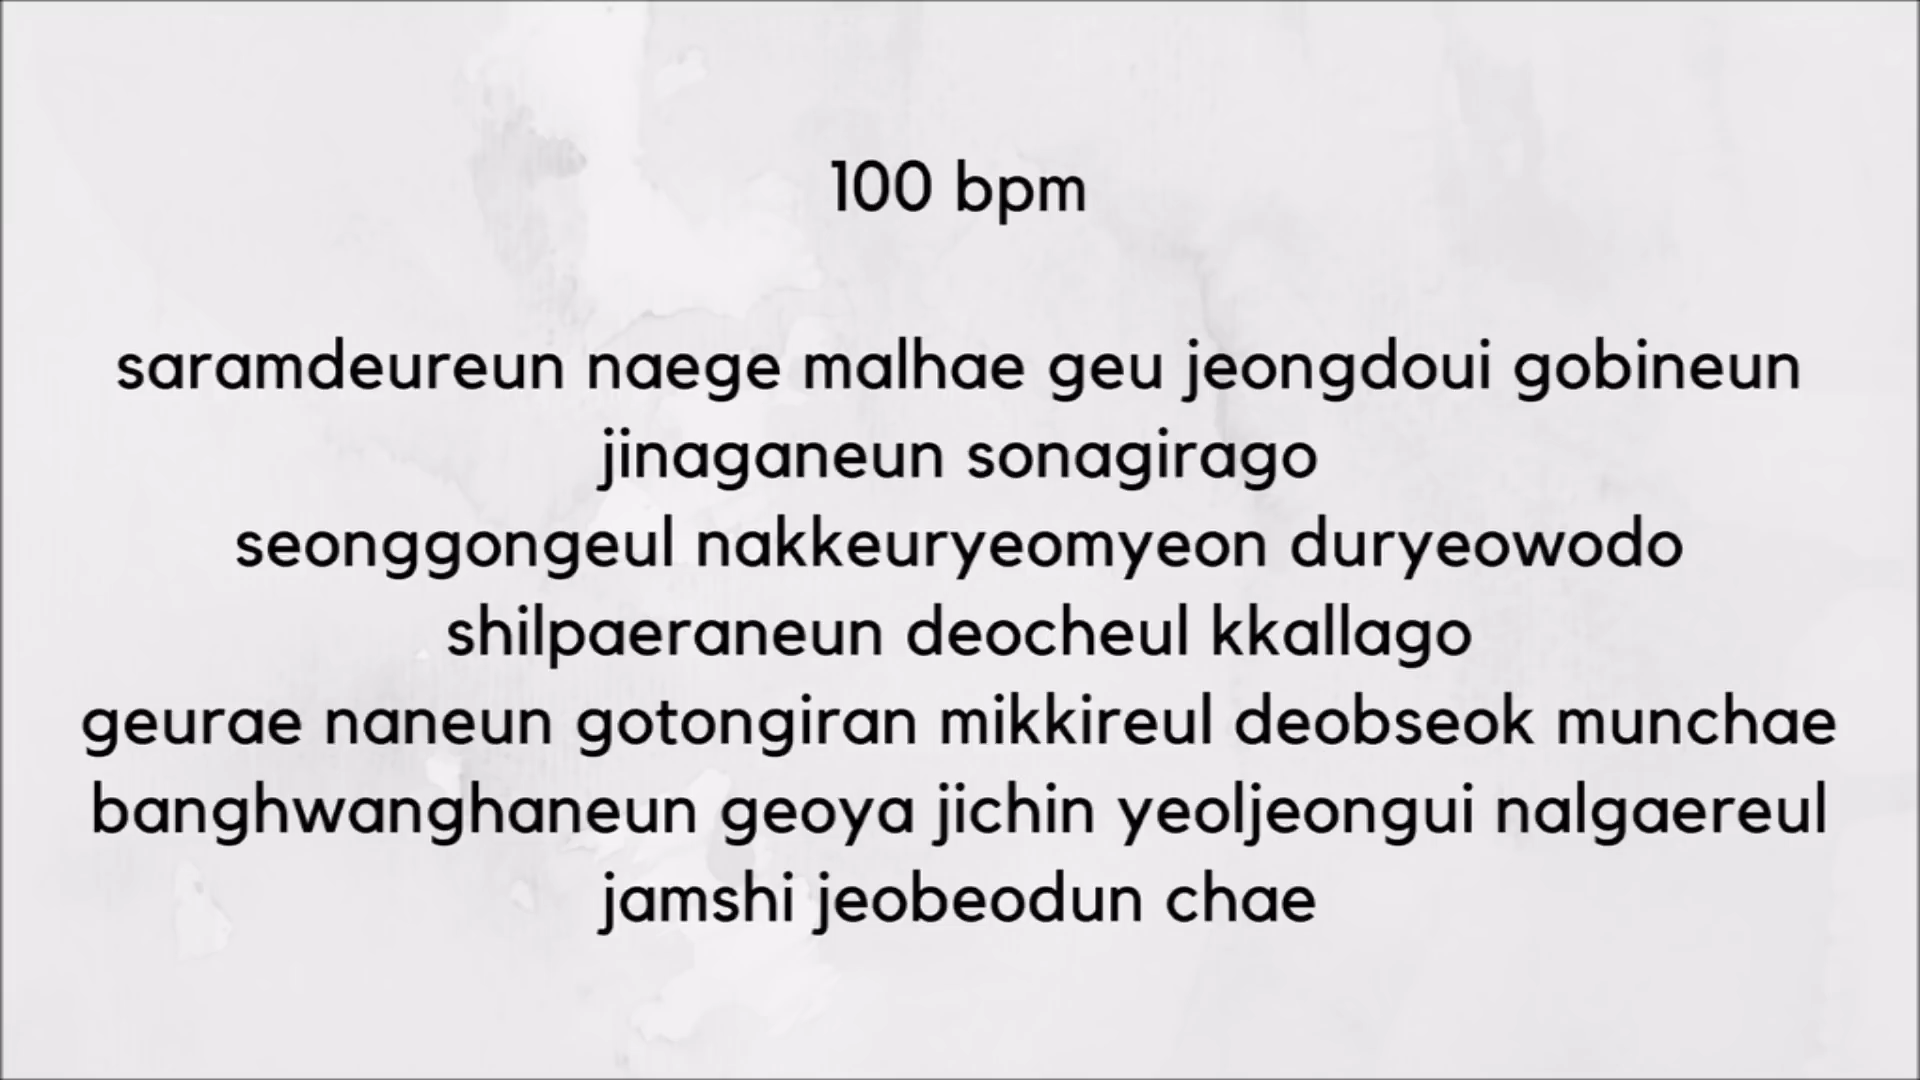 100 bpm
saramdeureun naege malhae geu jeongdoui gobineun
jinaganeun sonagirago
seonggongeul nakkeuryeomyeon duryeowodo
shilpaeraneun deocheul kkallago
geurae naneun gotongiran mikkireul deobseok munchae
banghwanghaneun geoya jichin yeoljeongui nalgaereul
jamshi jeobeodun chae